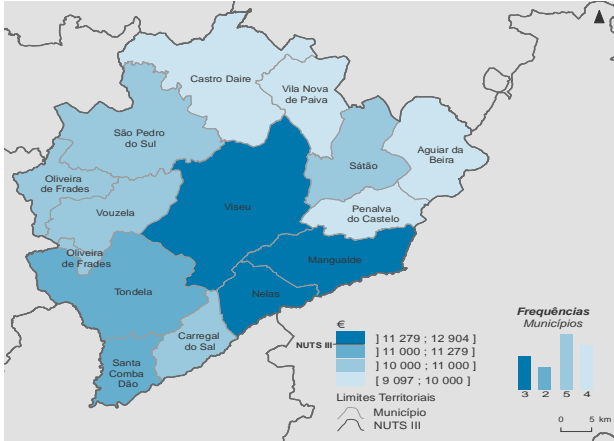 Castro Daire
Vila Nova
de Paiva
São Pedro
do Sul
Aguiar da
Beira
Sátão
Oliveira
de Frades
Vouzela
Viseu
Penalva
do Castelo
Oliveira
de Frades
Mangualde
Tondela
Nelas
Carregal
do Sal
Santa
Comba
Dão
€
NUTS III
] 11 279 ; 12 904 ]
] 11 000 ; 11 279 ]
] 10 000 ; 11 000 ]
[ 9 097 ; 10 000 ]
Limites Territoriais
Município
NUTS III
Frequências
Municípios
3 2 5 4
0 5 km